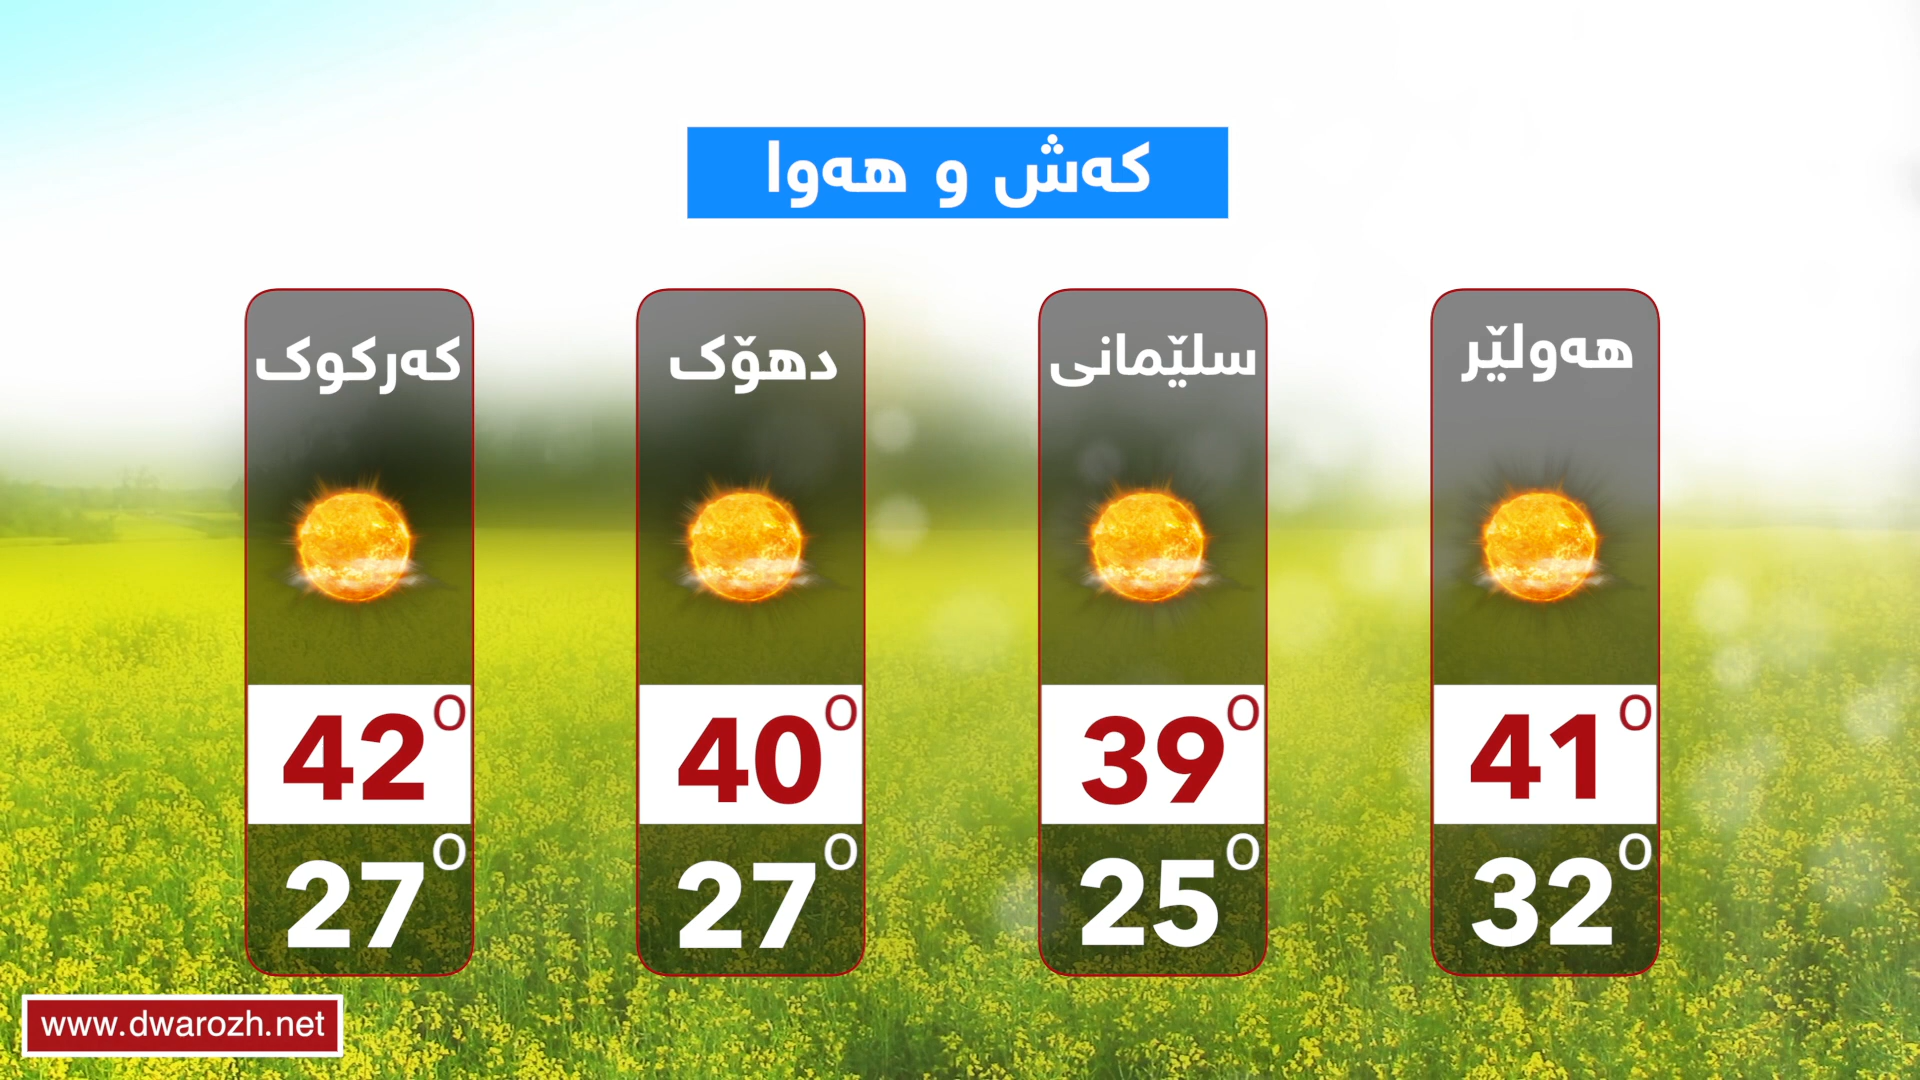 کەش و هەوا
هەولێر
سلێمانی
دهۆک
کەرکوک
41°
39°
40°
42°
32°
25°
27°
27°
www.dwarozh.net